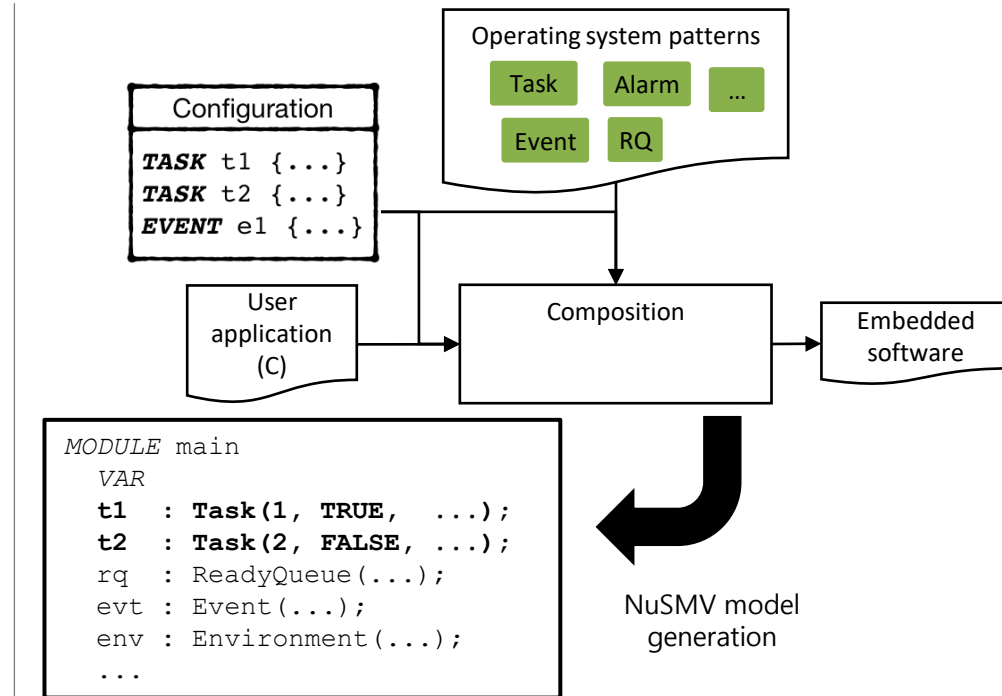 Operating system patterns
Task Alarm ...
Event RQ
Configuration
TASK t1 {...}
TASK t2 {...}
EVENT e1 {...}
User
application
(C)
Composition
Embedded
software
MODULE main
VAR
t1 : Task(1, TRUE, ...);
t2 : Task(2, FALSE, ...);
rq : ReadyQueue(...);
evt : Event(...);
env : Environment(...);
...
NuSMV model
generation